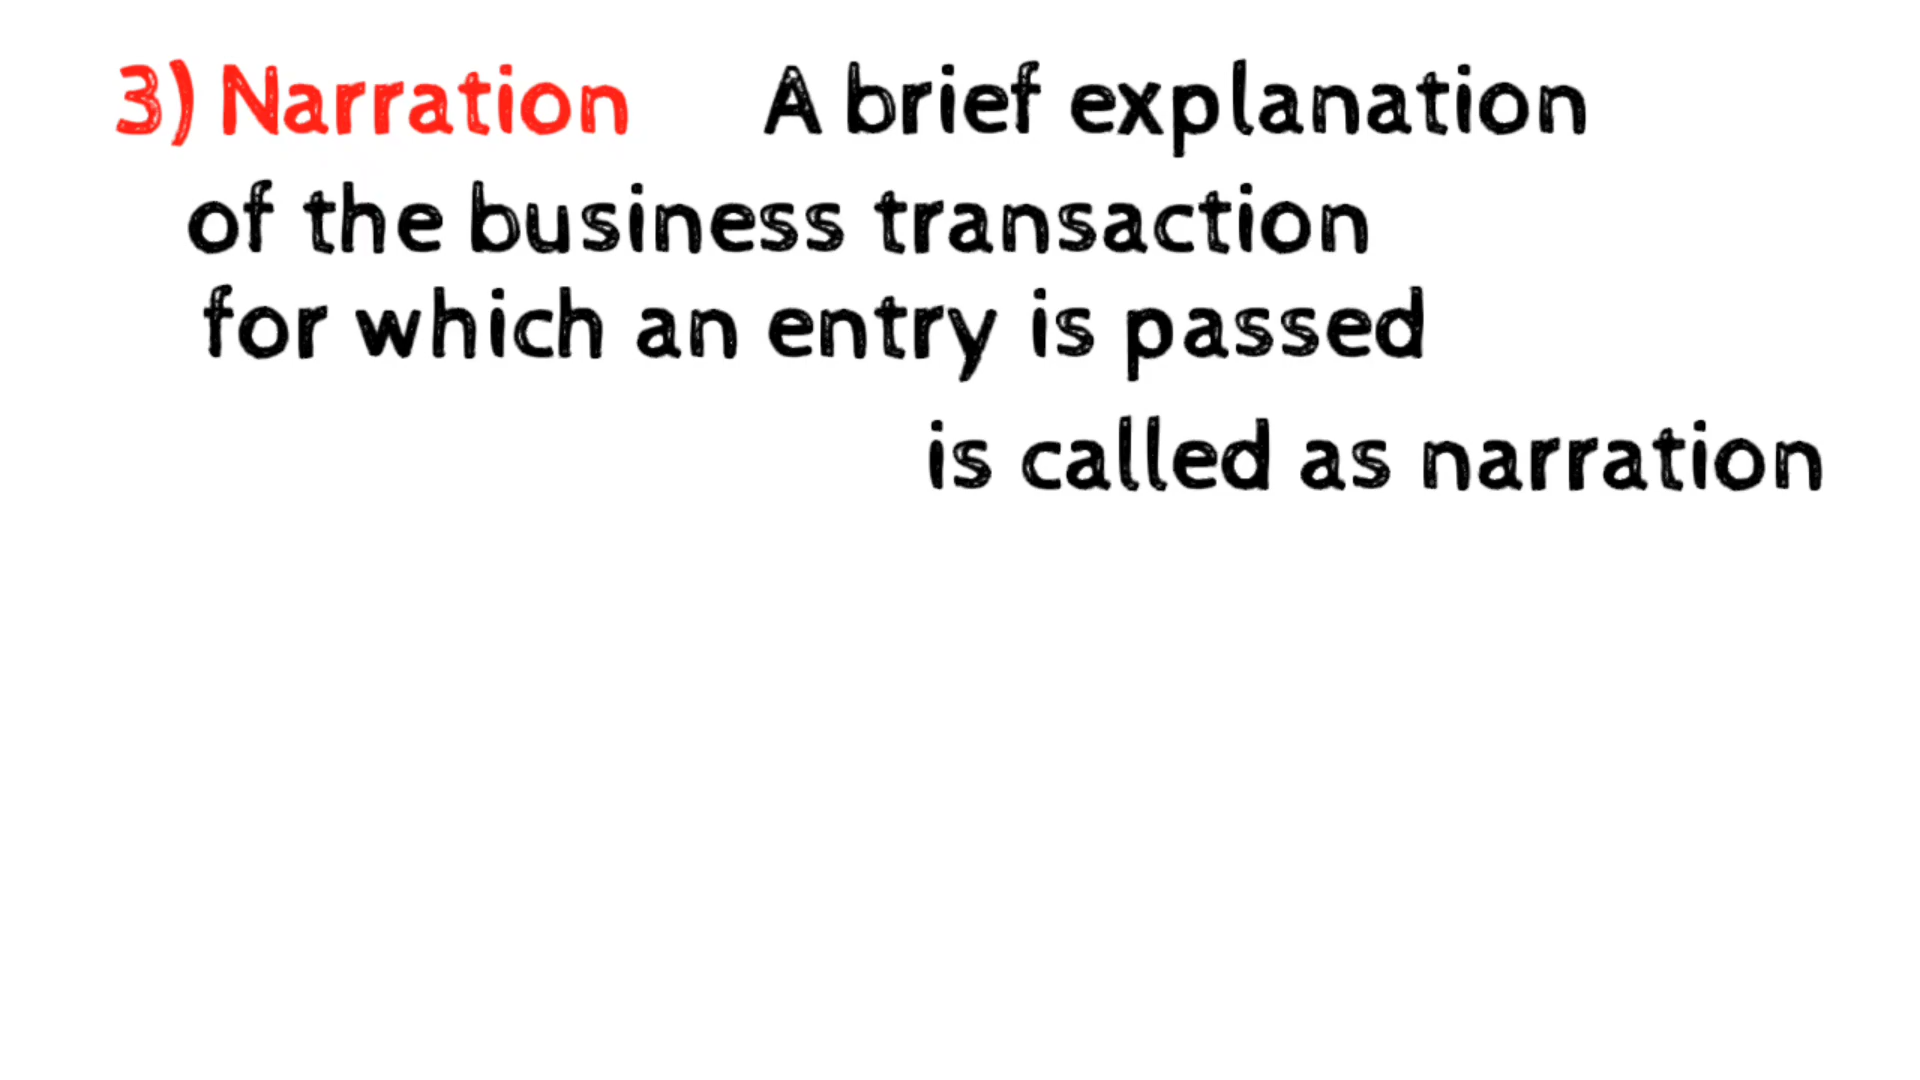 3) Narration A brief explanation
of the business transaction
for which an entry is passed
is called as narration